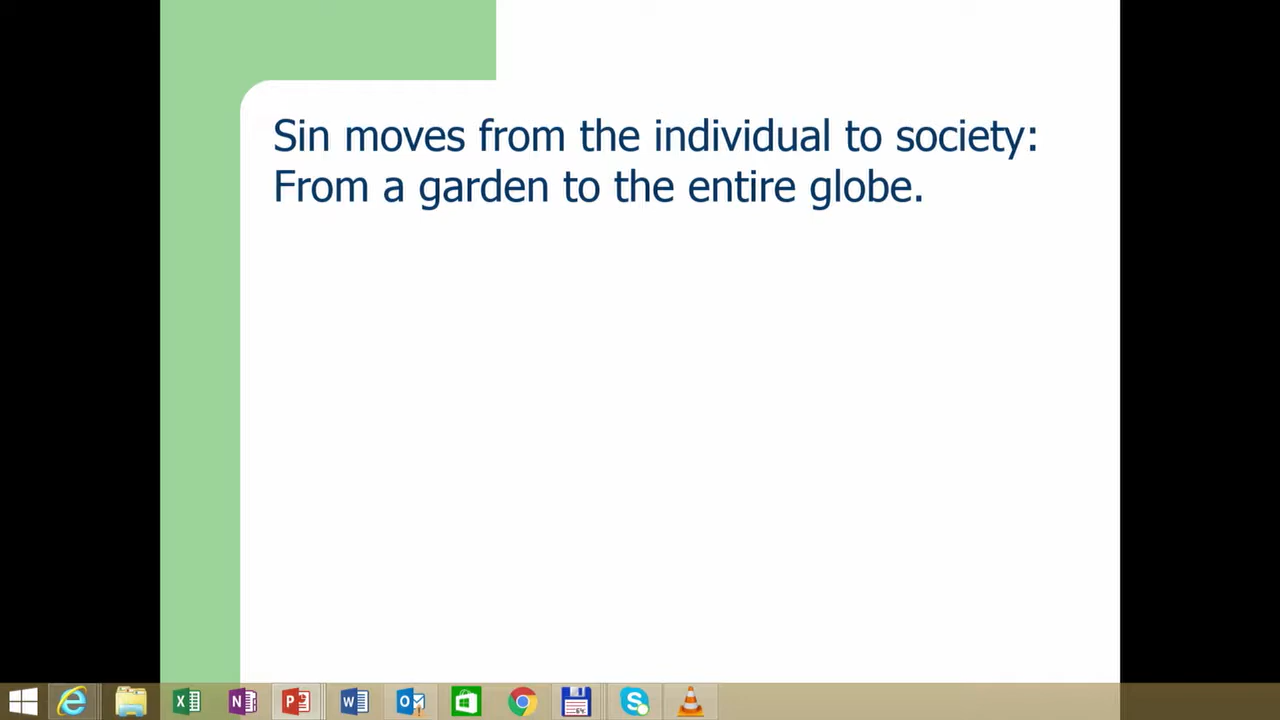 Sin moves from the individual to society:
From a garden to the entire globe.